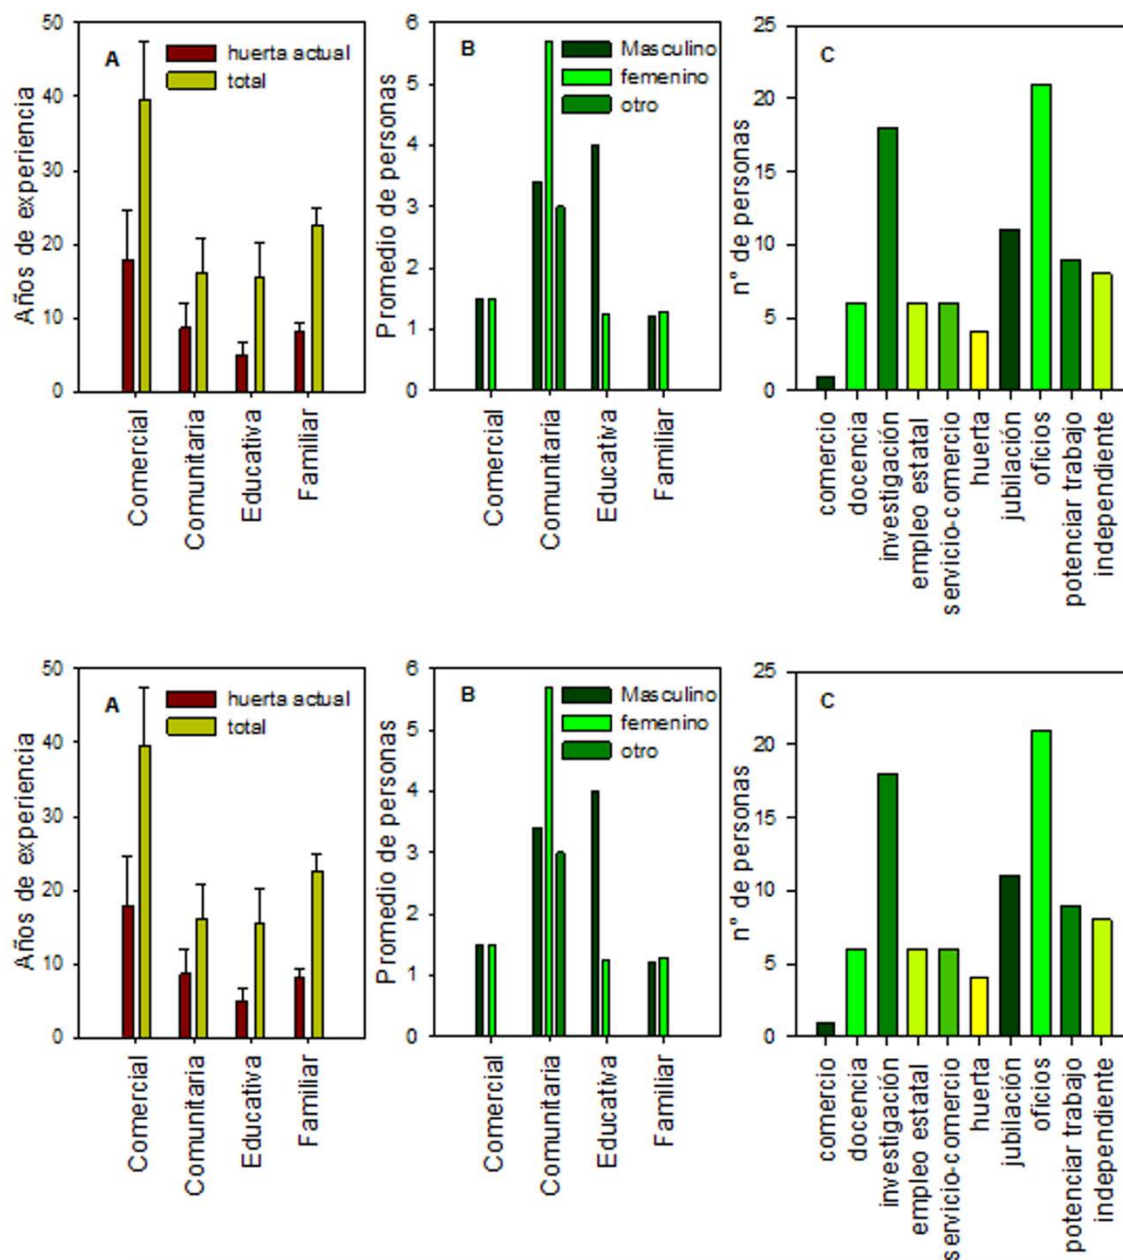 A
huerta actual
total
Años de experiencia
50
40
30
20
10
0
Comercial
Comunitaria
Educativa
Familiar
B
Masculino
femenino
otro
Promedio de personas
6
5
4
3
2
1
0
Comercial
Comunitaria
Educativa
Familiar
C
n° de personas
25
20
15
10
5
0
comercio
docencia
investigación
empleo estatal
servicio-comercio
huerta
jubilación
oficios
potenciar trabajo
independiente
A
huerta actual
total
Años de experiencia
50
40
30
20
10
0
Comercial
Comunitaria
Educativa
Familiar
B
Masculino
femenino
otro
Promedio de personas
6
5
4
3
2
1
0
Comercial
Comunitaria
Educativa
Familiar
C
n° de personas
25
20
15
10
5
0
comercio
docencia
investigación
empleo estatal
servicio-comercio
huerta
jubilación
oficios
potenciar trabajo
independiente